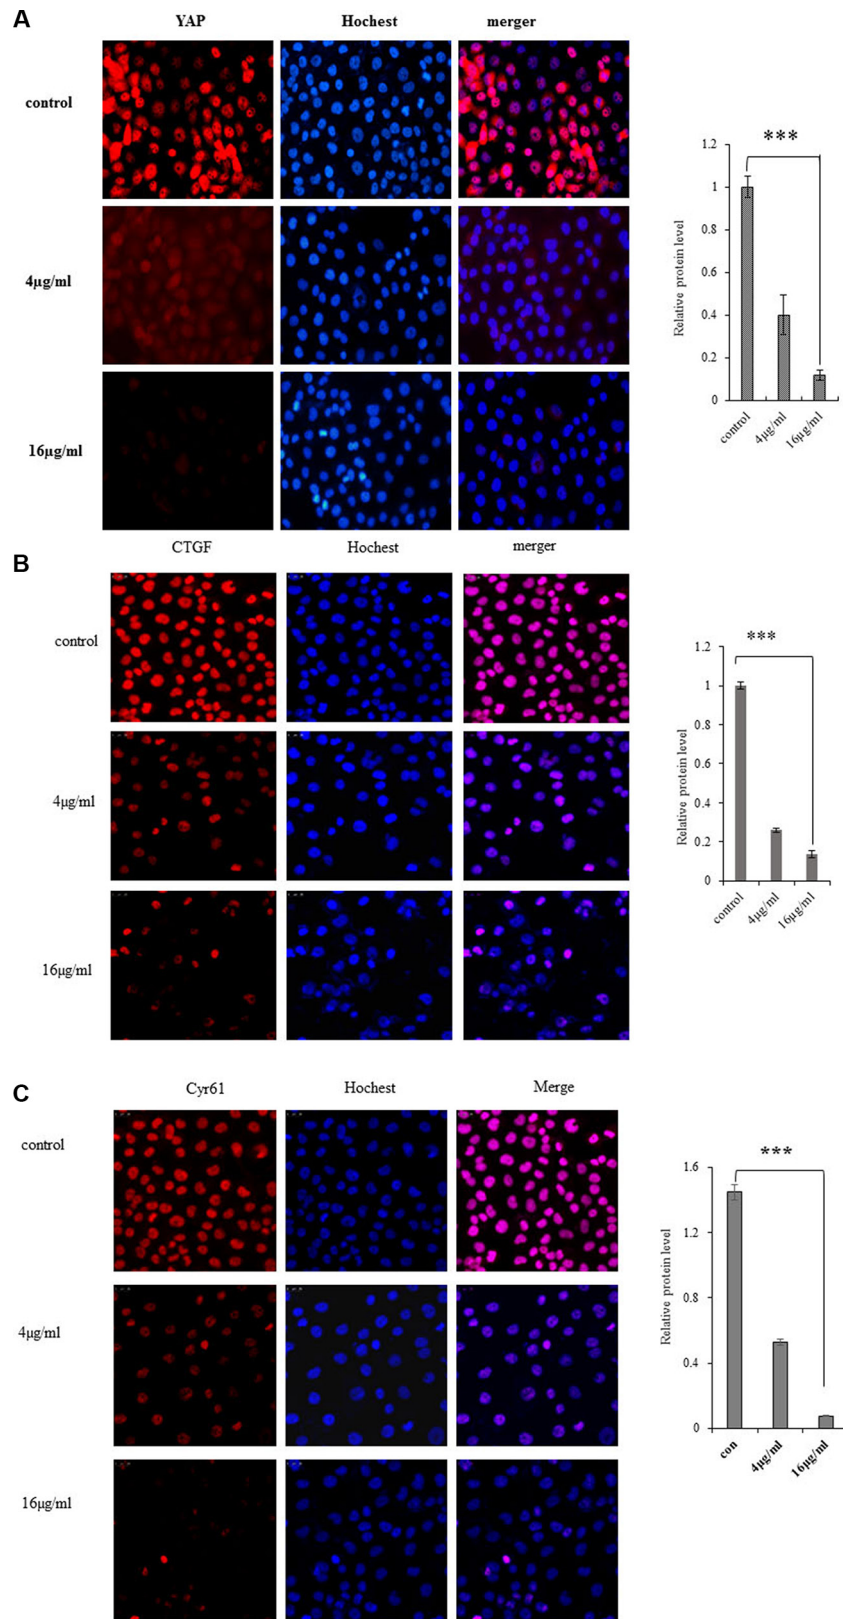 A
YAP Hochest merger
control
4µg/ml
16µg/ml
***
1.2
1
0.8
0.6
0.4
0.2
0
Relative protein level
control 4µg/ml 16µg/ml
B
CTGF Hochest merger
control
4µg/ml
16µg/ml
***
1.2
1
0.8
0.6
0.4
0.2
0
Relative protein level
control 4µg/ml 16µg/ml
C
Cyr61 Hochest Merge
control
4µg/ml
16µg/ml
***
1.6
1.2
0.8
0.4
0
Relative protein level
con 4µg/ml 16µg/ml